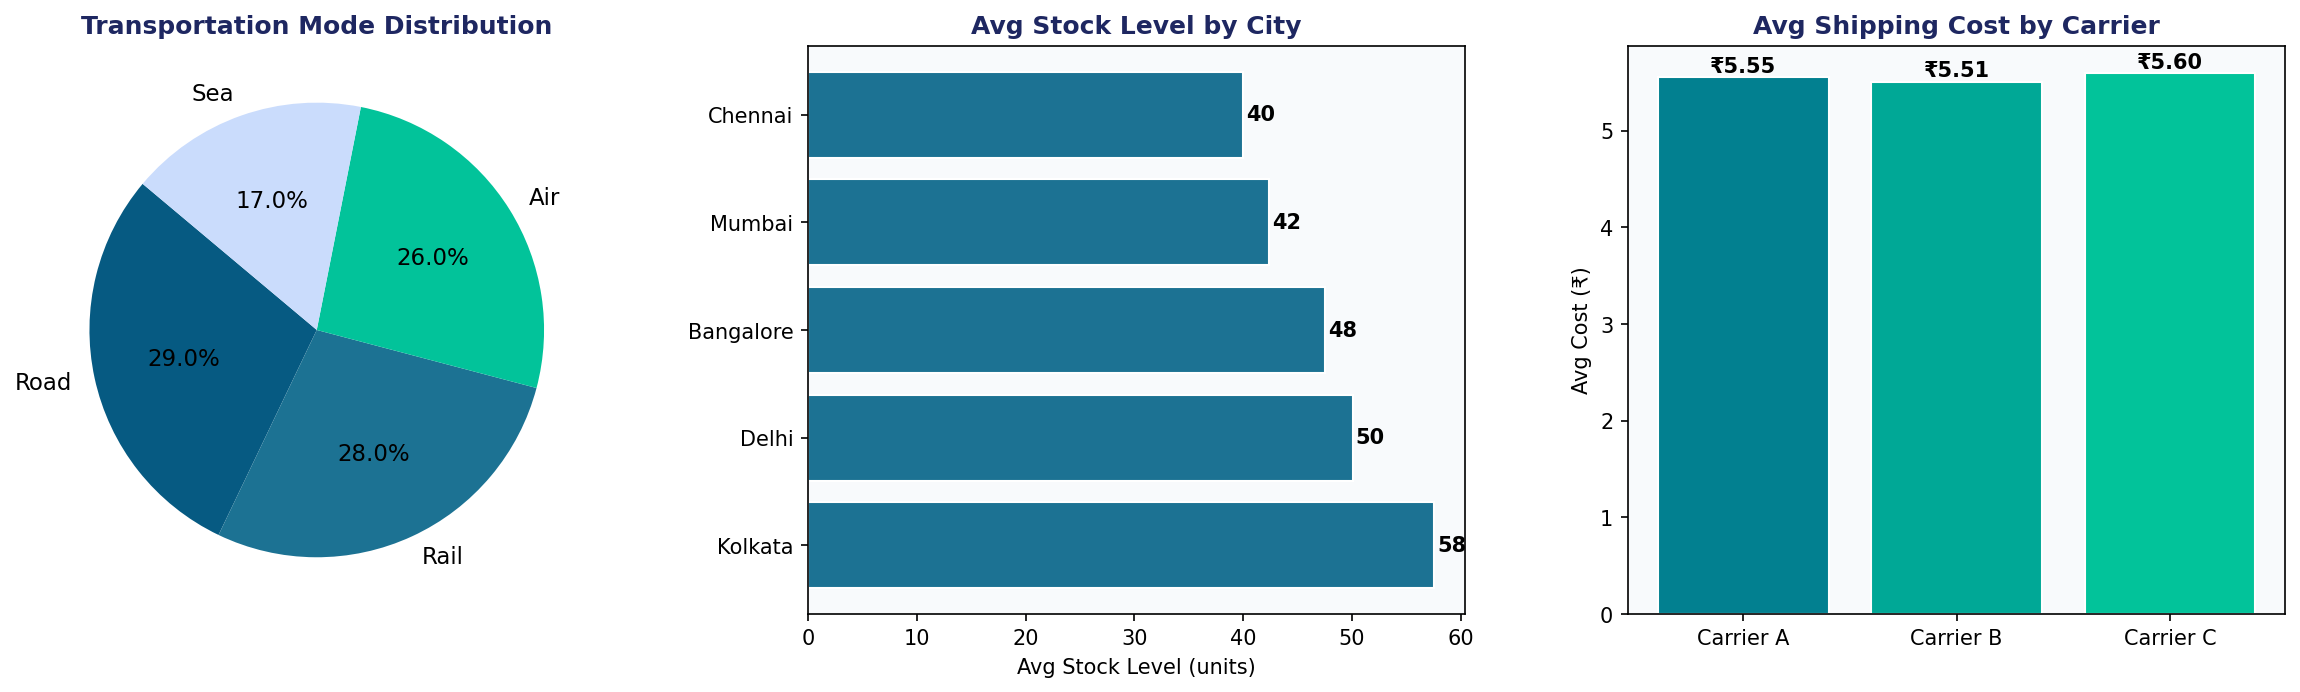 Transportation Mode Distribution
Sea
17.0%
Air
26.0%
29.0%
Road
28.0%
Rail
Avg Stock Level by City
Chennai
40
Mumbai
42
Bangalore
48
Delhi
50
Kolkata
58
0 10 20 30 40 50 60
Avg Stock Level (units)
Avg Shipping Cost by Carrier
₹5.55 ₹5.51 ₹5.60
5
4
3
2
1
0
Avg Cost (₹)
Carrier A Carrier B Carrier C